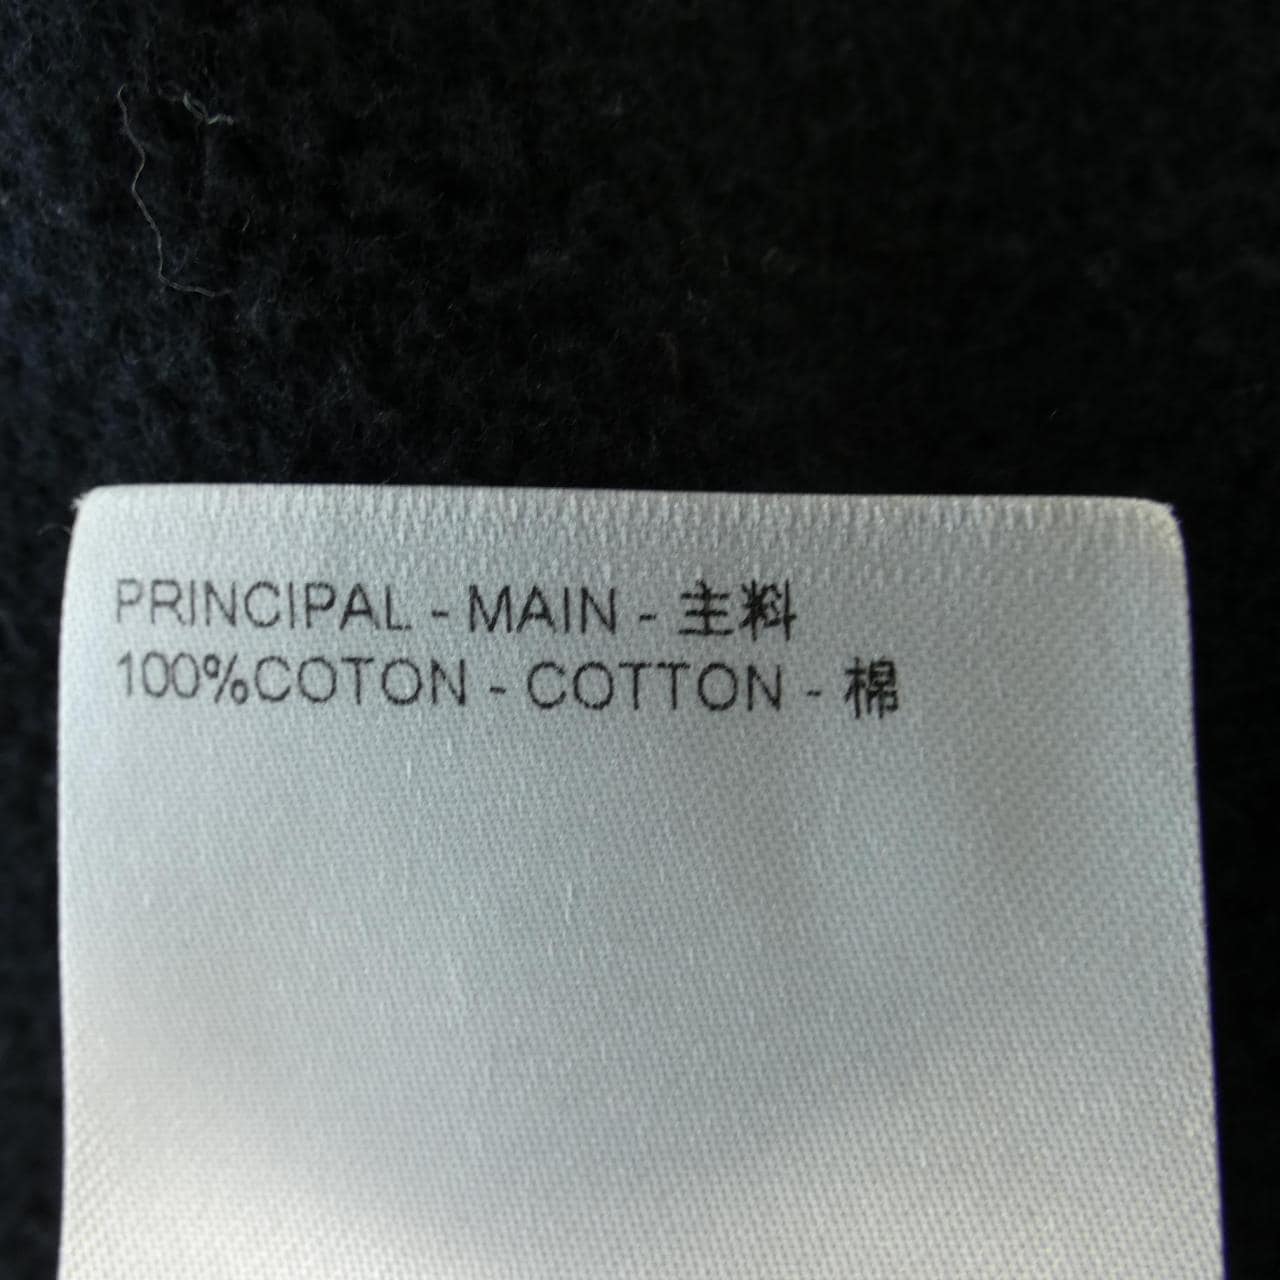 PRINCIPAL - MAIN - 主料
100%COTON - COTTON - 棉